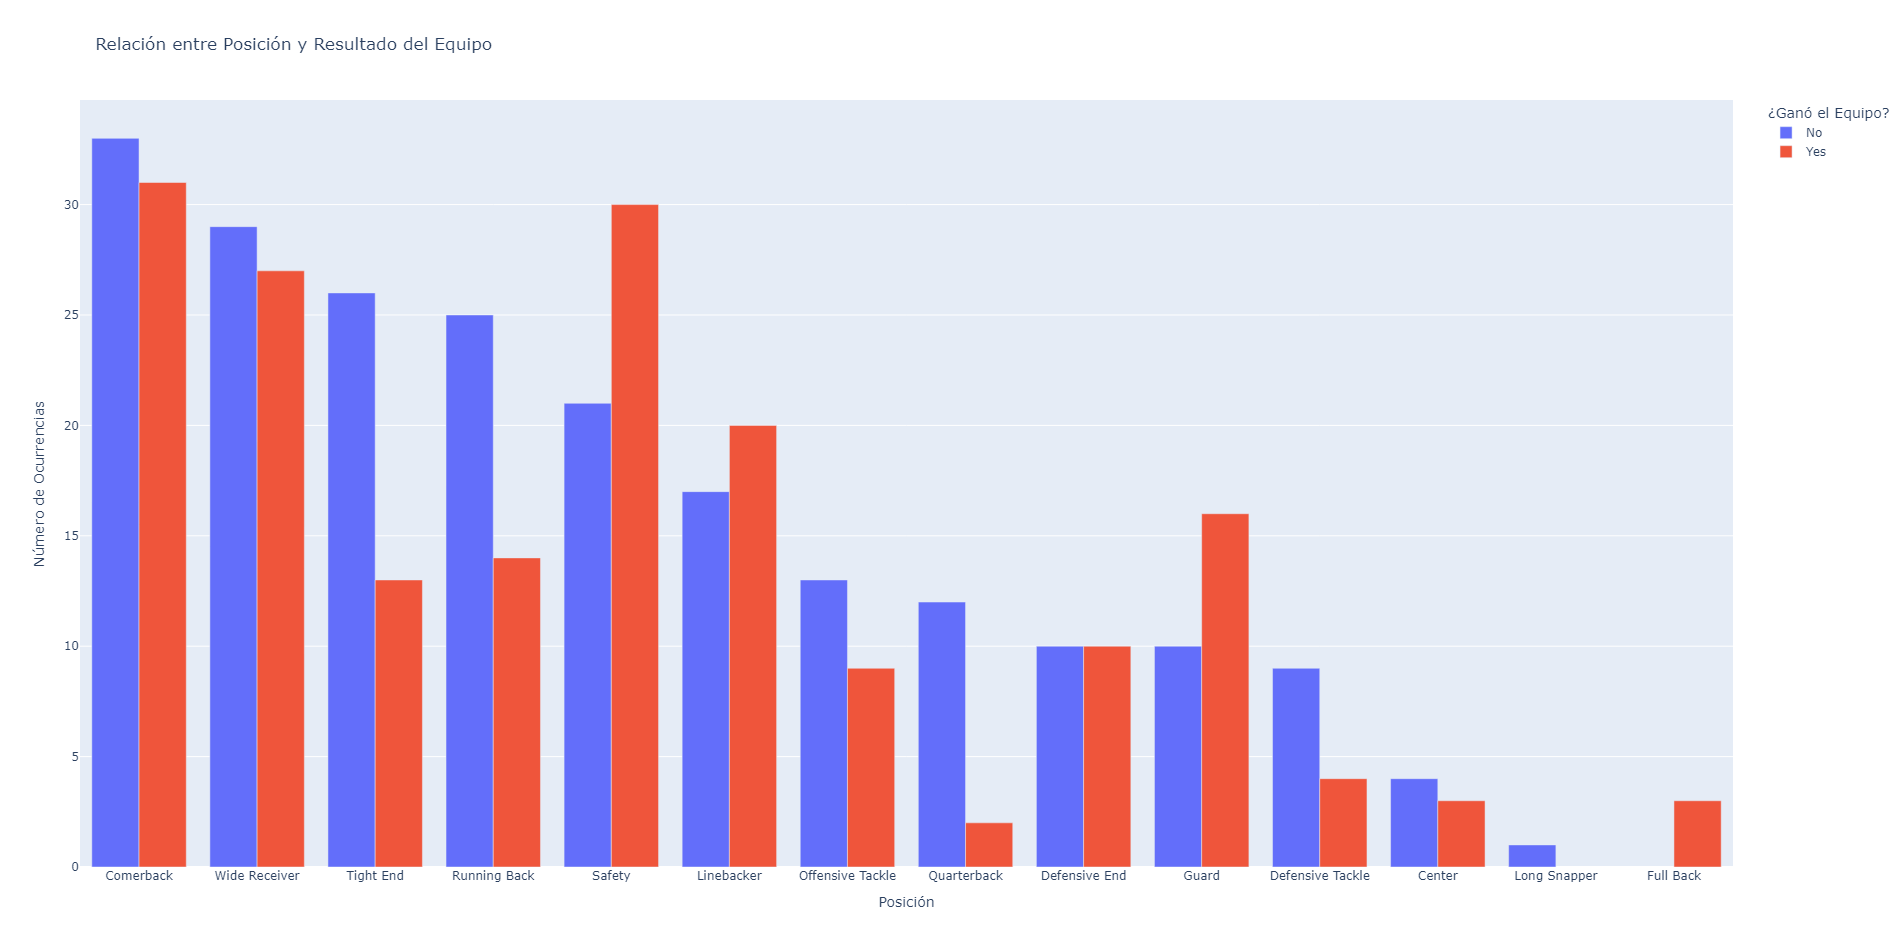 Relación entre Posición y Resultado del Equipo
¿Ganó el Equipo?
No
Yes
Número de Ocurrencias
30
25
20
15
10
5
0
Comerback
Wide Receiver
Tight End
Running Back
Safety
Linebacker
Offensive Tackle
Quarterback
Defensive End
Guard
Defensive Tackle
Center
Long Snapper
Full Back
Posición